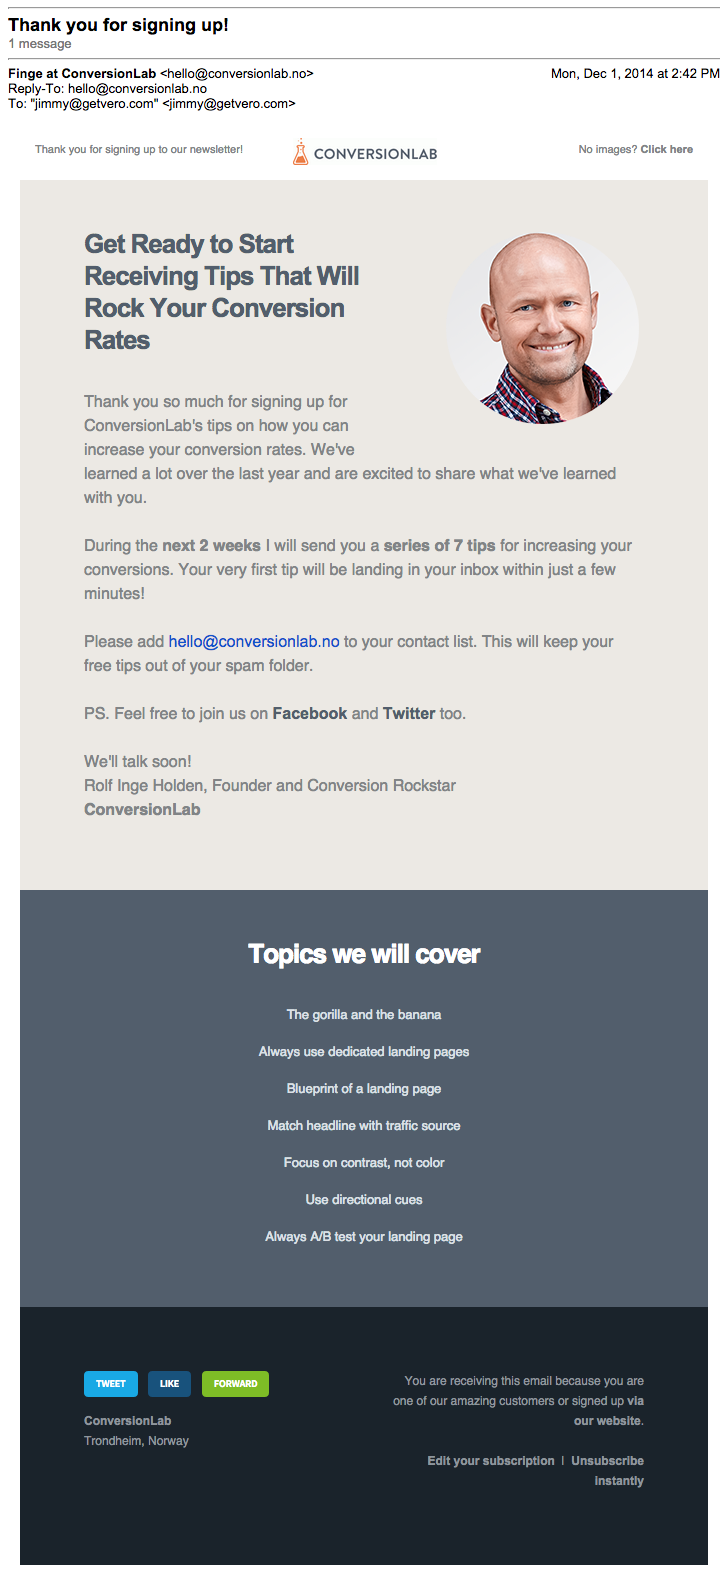 Thank you for signing up!
1 message
Finge at ConversionLab <hello@conversionlab.no>
Mon, Dec 1, 2014 at 2:42 PM
Reply-To: hello@conversionlab.no
To: "jimmy@getvero.com" <jimmy@getvero.com>
Thank you for signing up to our newsletter!
CONVERSIONLAB
No images? Click here
Get Ready to Start
Receiving Tips That Will
Rock Your Conversion
Rates
Thank you so much for signing up for
ConversionLab's tips on how you can
increase your conversion rates. We've
learned a lot over the last year and are excited to share what we've learned
with you.
During the next 2 weeks I will send you a series of 7 tips for increasing your
conversions. Your very first tip will be landing in your inbox within just a few
minutes!
Please add hello@conversionlab.no to your contact list. This will keep your
free tips out of your spam folder.
PS. Feel free to join us on Facebook and Twitter too.
We'll talk soon!
Rolf Inge Holden, Founder and Conversion Rockstar
ConversionLab
Topics we will cover
The gorilla and the banana
Always use dedicated landing pages
Blueprint of a landing page
Match headline with traffic source
Focus on contrast, not color
Use directional cues
Always A/B test your landing page
TWEET
LIKE
FORWARD
ConversionLab
Trondheim, Norway
You are receiving this email because you are
one of our amazing customers or signed up via
our website.
Edit your subscription | Unsubscribe
instantly